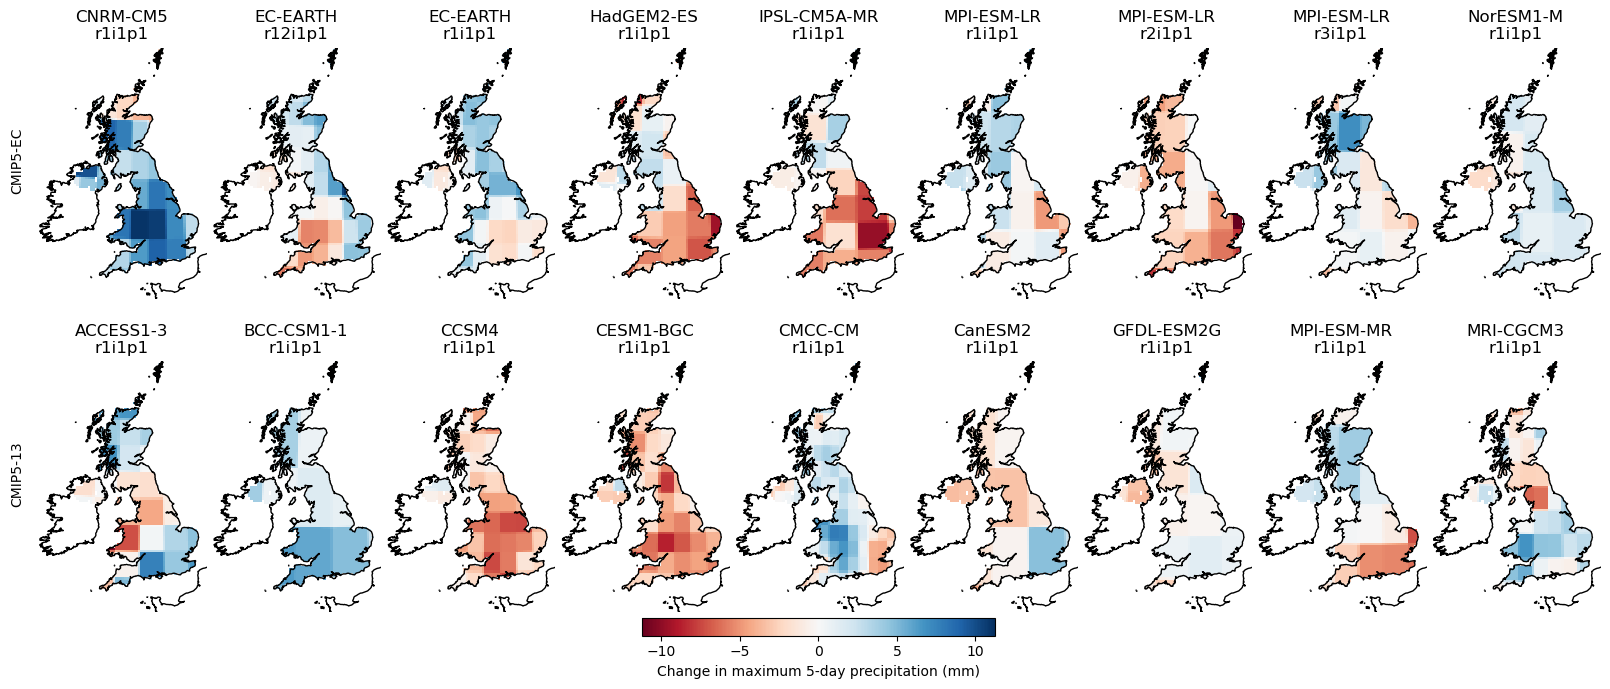 CNRM-CM5
r1i1p1
EC-EARTH
r12i1p1
EC-EARTH
r1i1p1
HadGEM2-ES
r1i1p1
IPSL-CM5A-MR
r1i1p1
MPI-ESM-LR
r1i1p1
MPI-ESM-LR
r2i1p1
MPI-ESM-LR
r3i1p1
NorESM1-M
r1i1p1
CMIP5-EC
ACCESS1-3
r1i1p1
BCC-CSM1-1
r1i1p1
CCSM4
r1i1p1
CESM1-BGC
r1i1p1
CMCC-CM
r1i1p1
CanESM2
r1i1p1
GFDL-ESM2G
r1i1p1
MPI-ESM-MR
r1i1p1
MRI-CGCM3
r1i1p1
CMIP5-13
−10 −5 0 5 10
Change in maximum 5-day precipitation (mm)